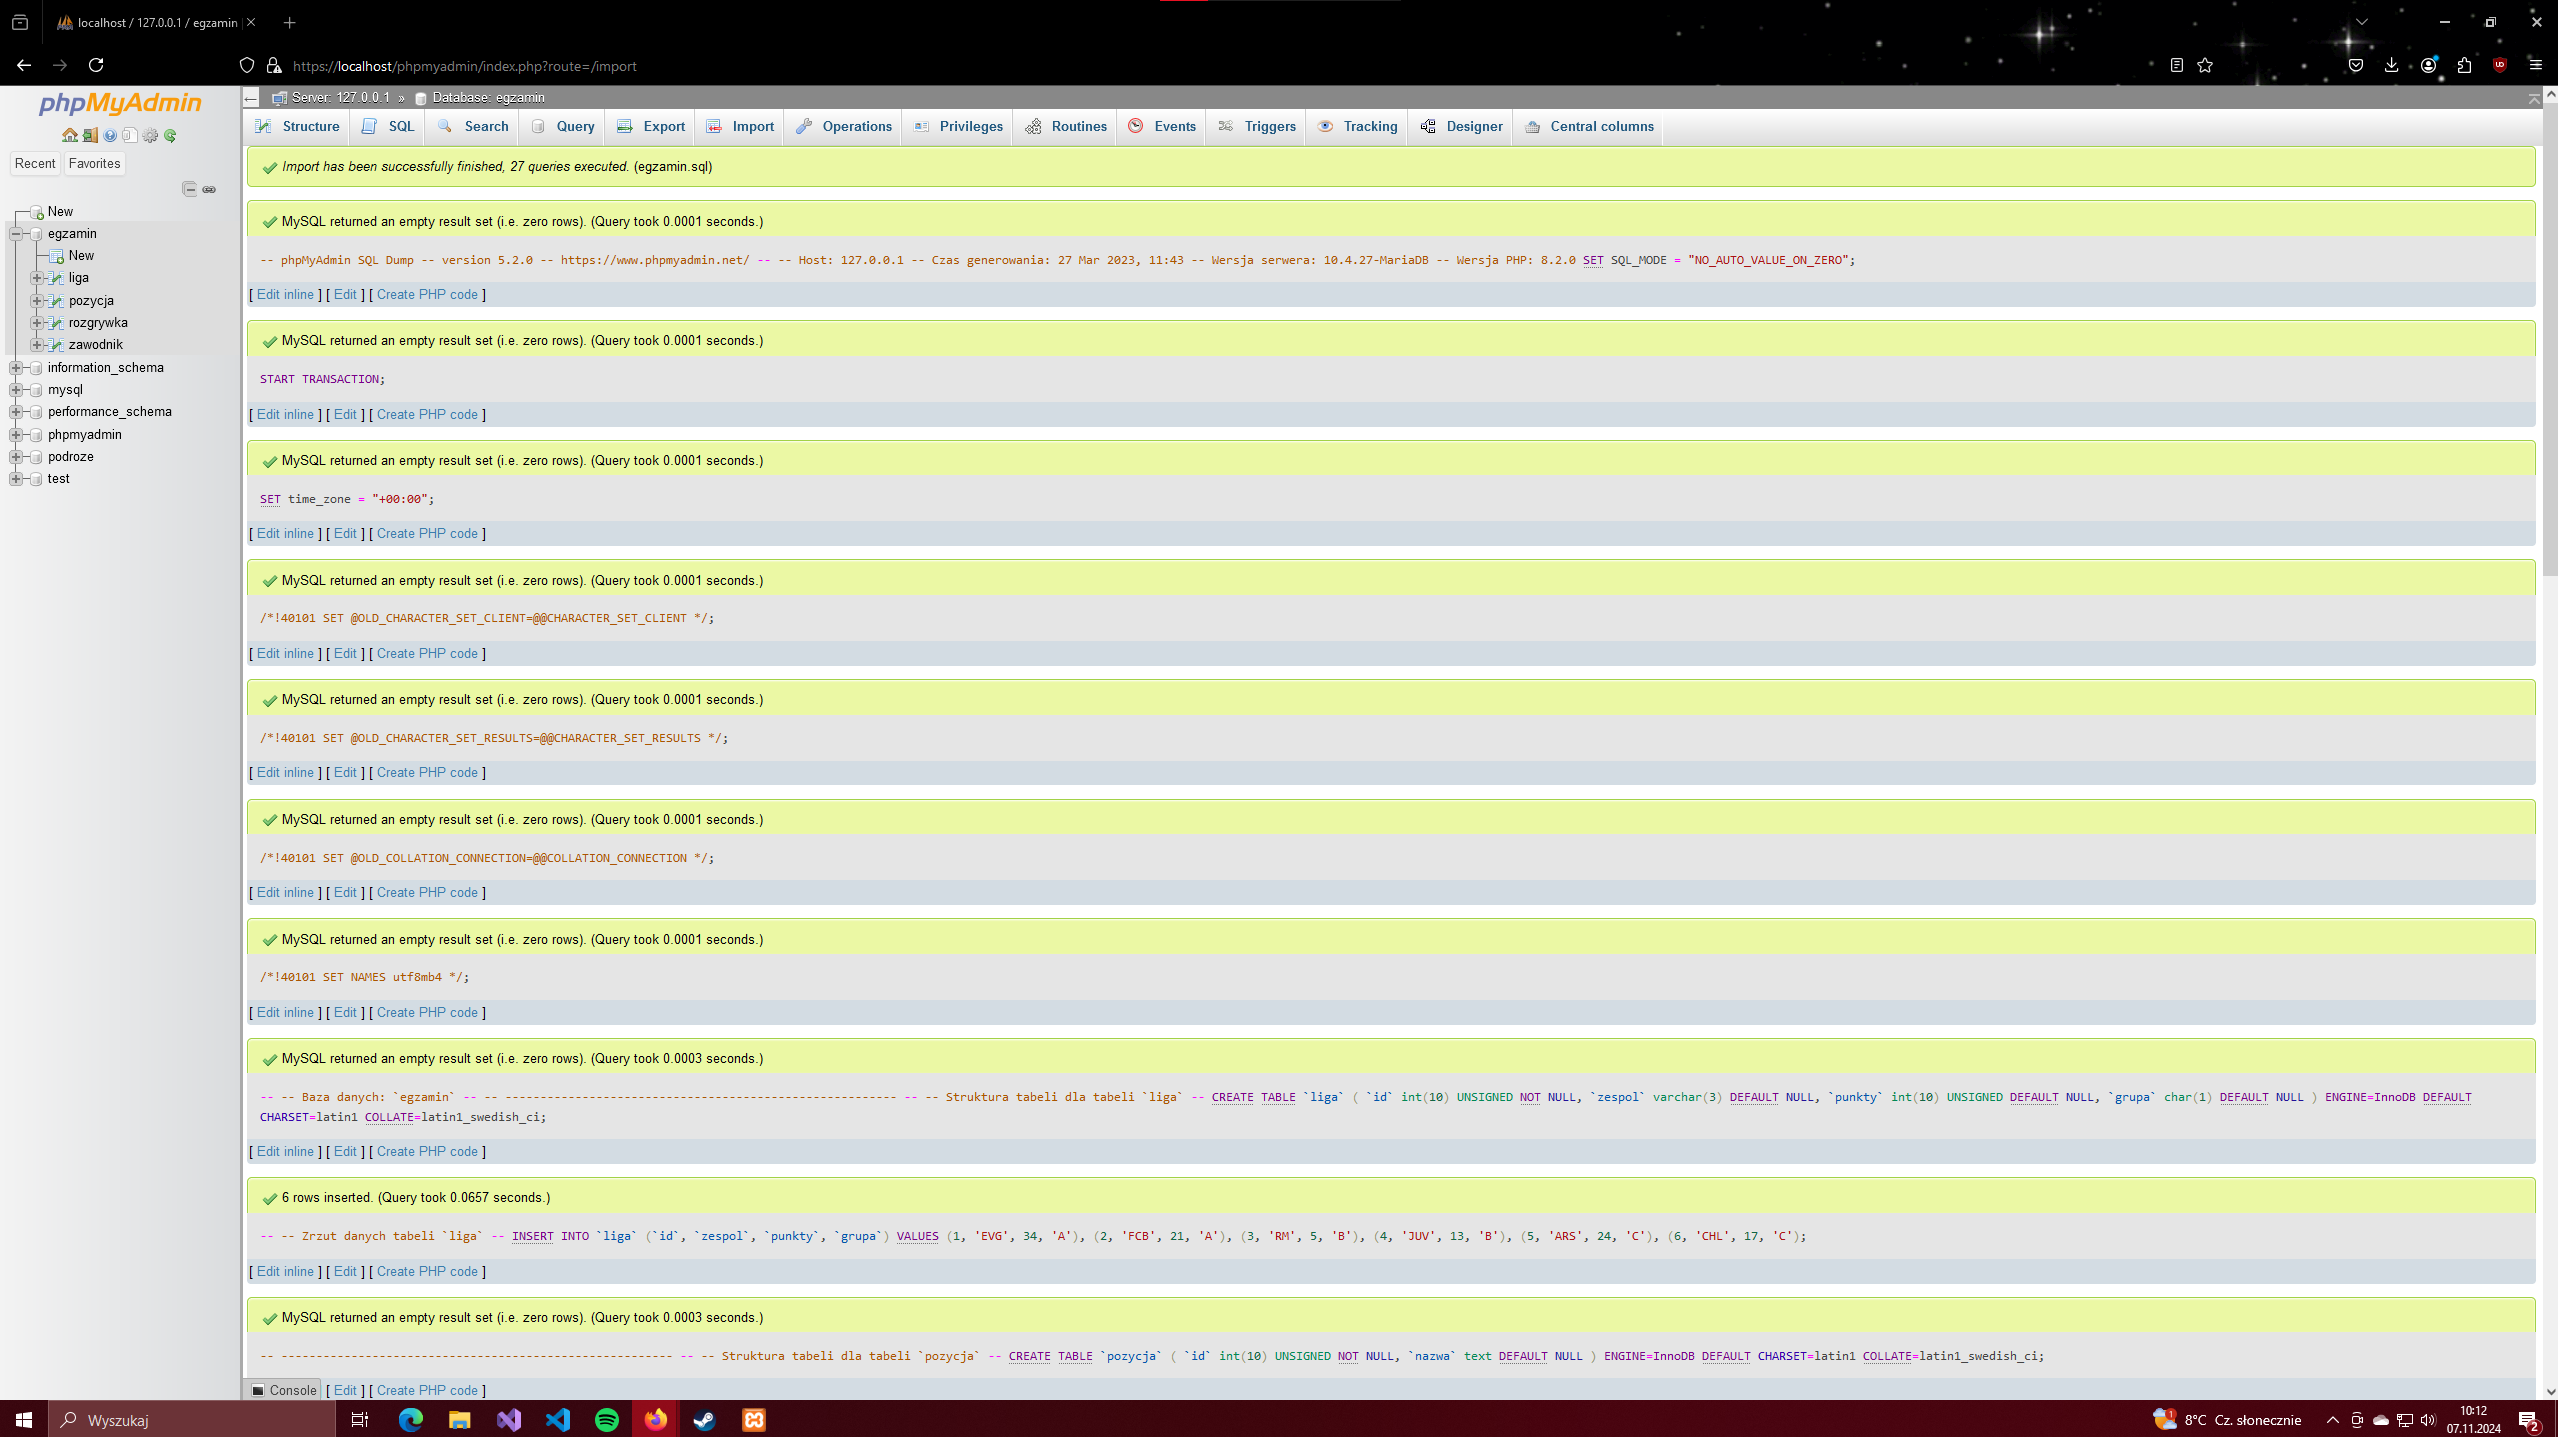 localhost / 127.0.0.1 / egzamin
https://localhost/phpmyadmin/index.php?route=/import
phpMyAdmin
Recent Favorites
New
egzamin
New
liga
pozycja
rozgrywka
zawodnik
information_schema
mysql
performance_schema
phpmyadmin
podroze
test
Server: 127.0.0.1 » Database: egzamin
Structure SQL Search Query Export Import Operations Privileges Routines Events Triggers Tracking Designer Central columns
Import has been successfully finished, 27 queries executed. (egzamin.sql)
MySQL returned an empty result set (i.e. zero rows). (Query took 0.0001 seconds.)
-- phpMyAdmin SQL Dump -- version 5.2.0 -- https://www.phpmyadmin.net/ -- -- Host: 127.0.0.1 -- Czas generowania: 27 Mar 2023, 11:43 -- Wersja serwera: 10.4.27-MariaDB -- Wersja PHP: 8.2.0 SET SQL_MODE = "NO_AUTO_VALUE_ON_ZERO";
[ Edit inline ] [ Edit ] [ Create PHP code ]
MySQL returned an empty result set (i.e. zero rows). (Query took 0.0001 seconds.)
START TRANSACTION;
[ Edit inline ] [ Edit ] [ Create PHP code ]
MySQL returned an empty result set (i.e. zero rows). (Query took 0.0001 seconds.)
SET time_zone = "+00:00";
[ Edit inline ] [ Edit ] [ Create PHP code ]
MySQL returned an empty result set (i.e. zero rows). (Query took 0.0001 seconds.)
/*!40101 SET @OLD_CHARACTER_SET_CLIENT=@@CHARACTER_SET_CLIENT */;
[ Edit inline ] [ Edit ] [ Create PHP code ]
MySQL returned an empty result set (i.e. zero rows). (Query took 0.0001 seconds.)
/*!40101 SET @OLD_CHARACTER_SET_RESULTS=@@CHARACTER_SET_RESULTS */;
[ Edit inline ] [ Edit ] [ Create PHP code ]
MySQL returned an empty result set (i.e. zero rows). (Query took 0.0001 seconds.)
/*!40101 SET @OLD_COLLATION_CONNECTION=@@COLLATION_CONNECTION */;
[ Edit inline ] [ Edit ] [ Create PHP code ]
MySQL returned an empty result set (i.e. zero rows). (Query took 0.0001 seconds.)
/*!40101 SET NAMES utf8mb4 */;
[ Edit inline ] [ Edit ] [ Create PHP code ]
MySQL returned an empty result set (i.e. zero rows). (Query took 0.0003 seconds.)
-- -- Baza danych: `egzamin` -- -- -------------------------------------------------------- -- -- Struktura tabeli dla tabeli `liga` -- CREATE TABLE `liga` ( `id` int(10) UNSIGNED NOT NULL, `zespol` varchar(3) DEFAULT NULL, `punkty` int(10) UNSIGNED DEFAULT NULL, `grupa` char(1) DEFAULT NULL ) ENGINE=InnoDB DEFAULT
CHARSET=latin1 COLLATE=latin1_swedish_ci;
[ Edit inline ] [ Edit ] [ Create PHP code ]
6 rows inserted. (Query took 0.0657 seconds.)
-- -- Zrzut danych tabeli `liga` -- INSERT INTO `liga` (`id`, `zespol`, `punkty`, `grupa`) VALUES (1, 'EVG', 34, 'A'), (2, 'FCB', 21, 'A'), (3, 'RM', 5, 'B'), (4, 'JUV', 13, 'B'), (5, 'ARS', 24, 'C'), (6, 'CHL', 17, 'C');
[ Edit inline ] [ Edit ] [ Create PHP code ]
MySQL returned an empty result set (i.e. zero rows). (Query took 0.0003 seconds.)
-- -------------------------------------------------------- -- -- Struktura tabeli dla tabeli `pozycja` -- CREATE TABLE `pozycja` ( `id` int(10) UNSIGNED NOT NULL, `nazwa` text DEFAULT NULL ) ENGINE=InnoDB DEFAULT CHARSET=latin1 COLLATE=latin1_swedish_ci;
Console [ Edit ] [ Create PHP code ]
Wyszukaj
1 8°C Cz. słonecznie
10:12
07.11.2024
2